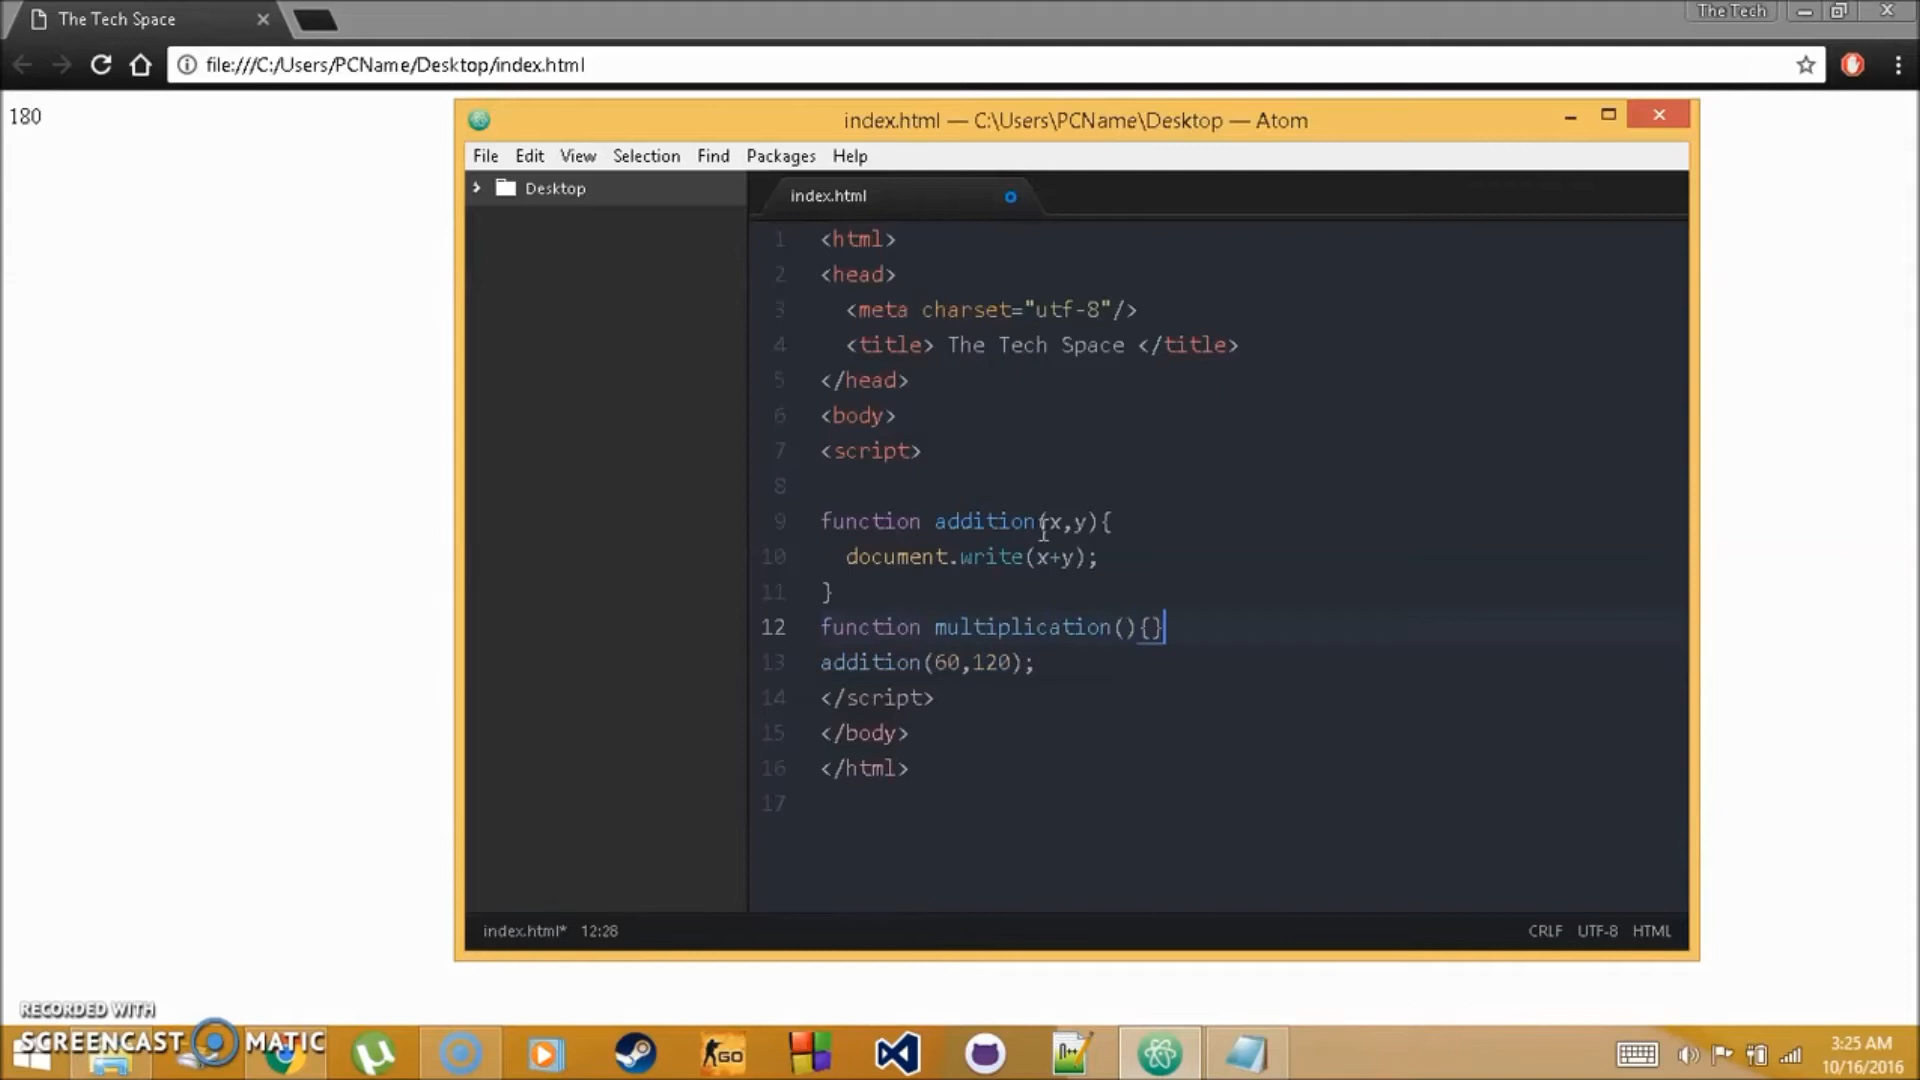 The Tech Space
The Tech
file:///C:/Users/PCName/Desktop/index.html
180
index.html — C:\Users\PCName\Desktop — Atom
File Edit View Selection Find Packages Help
Desktop
index.html
1 <html>
2 <head>
3 <meta charset="utf-8"/>
4 <title> The Tech Space </title>
5 </head>
6 <body>
7 <script>
8
9 function addition(x,y){
10 document.write(x+y);
11 }
12 function multiplication(){}
13 addition(60,120);
14 </script>
15 </body>
16 </html>
17
index.html* 12:28
CRLF UTF-8 HTML
RECORDED WITH
SCREENCAST MATIC
GO
N++
3:25 AM
10/16/2016